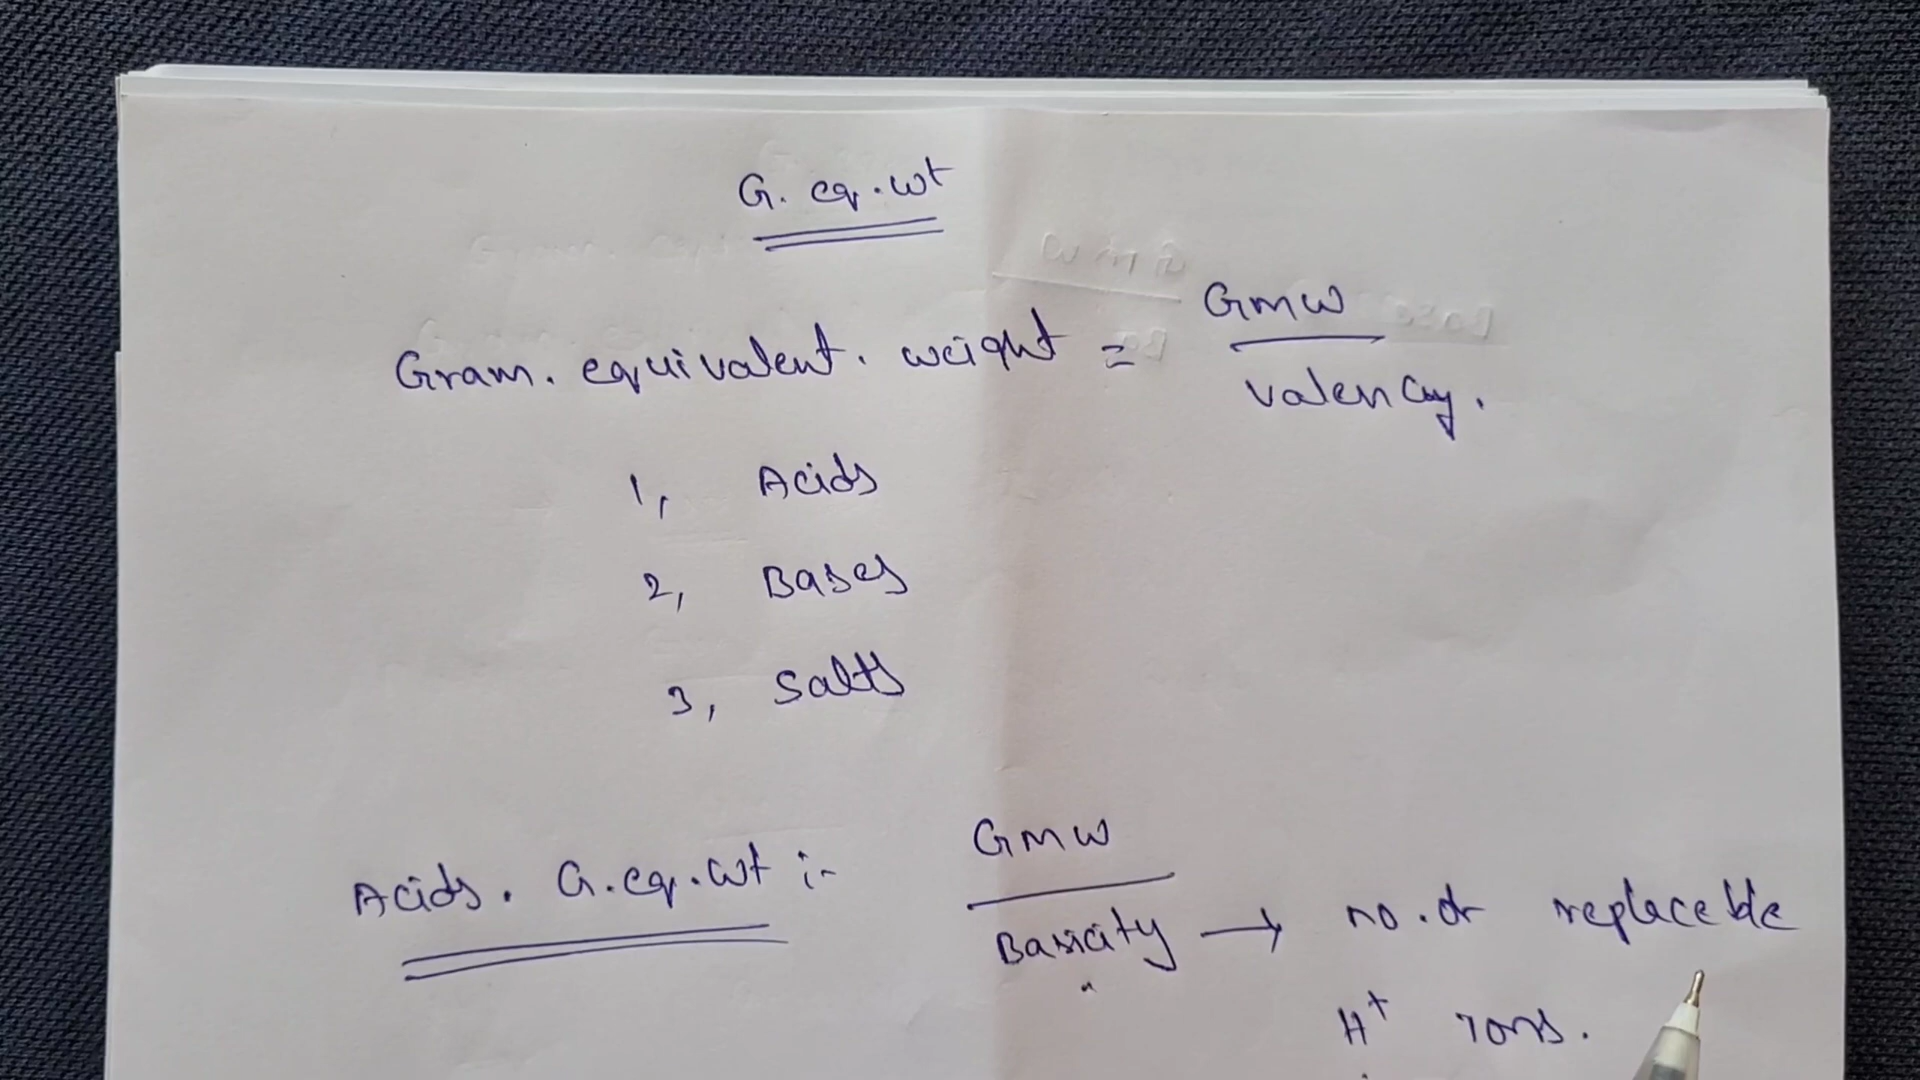 G. eq. wt
Gram. equivalent. weight = GMW / valency.
1, Acids
2, Bases
3, Salts
Acids. G.eq.wt :- GMW / Basicity → no. of replaceble
H+ ions.